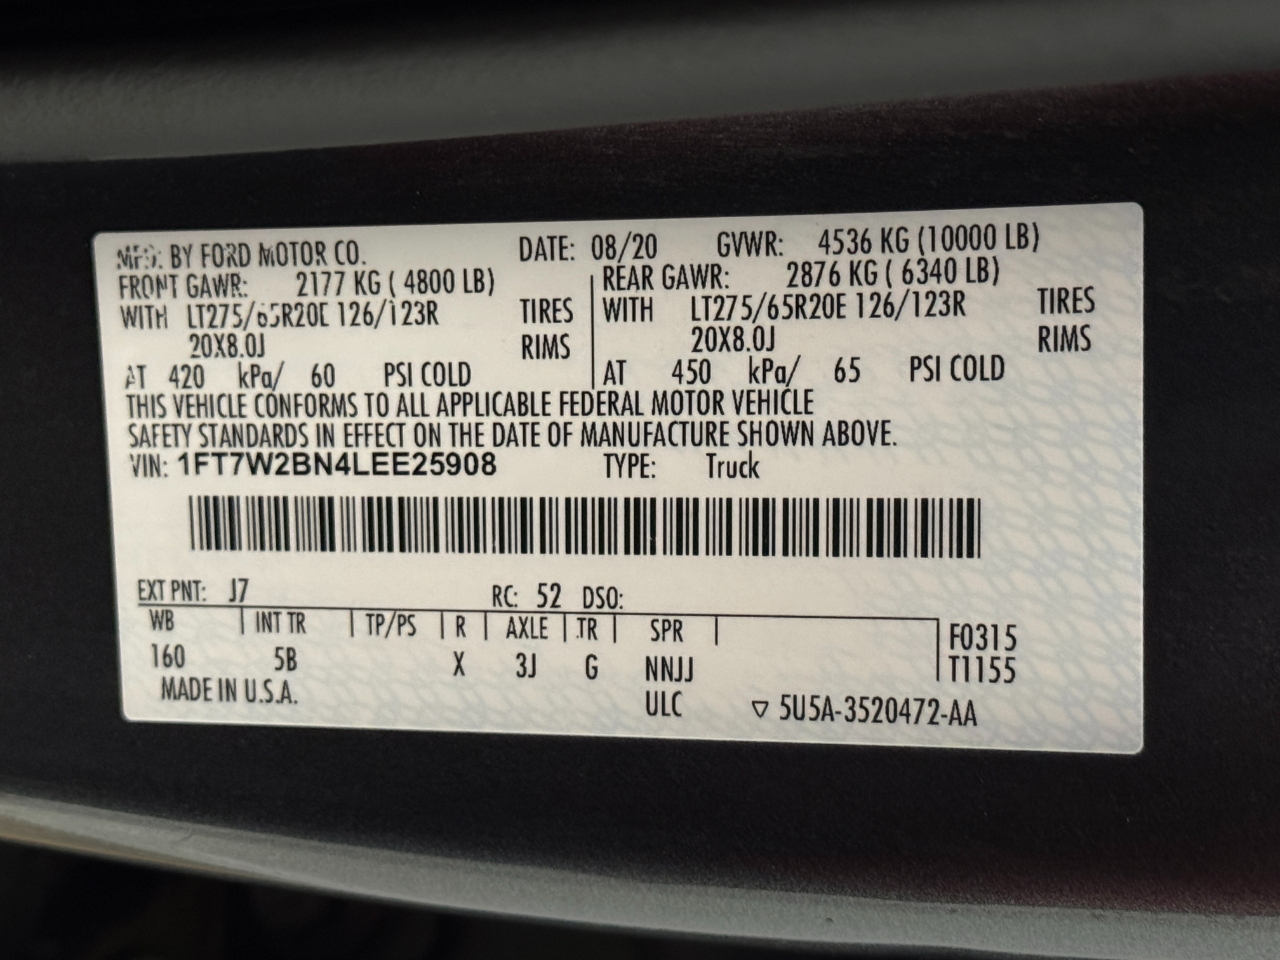 MFD. BY FORD MOTOR CO. DATE: 08/20 GVWR: 4536 KG (10000 LB)
FRONT GAWR: 2177 KG ( 4800 LB) REAR GAWR: 2876 KG ( 6340 LB)
WITH LT275/65R20E 126/123R TIRES WITH LT275/65R20E 126/123R TIRES
20X8.0J RIMS 20X8.0J RIMS
AT 420 kPa/ 60 PSI COLD AT 450 kPa/ 65 PSI COLD
THIS VEHICLE CONFORMS TO ALL APPLICABLE FEDERAL MOTOR VEHICLE
SAFETY STANDARDS IN EFFECT ON THE DATE OF MANUFACTURE SHOWN ABOVE.
VIN: 1FT7W2BN4LEE25908 TYPE: Truck
EXT PNT: J7 RC: 52 DSO:
WB INT TR TP/PS R AXLE TR SPR F0315
160 5B X 3J G NNJJ T1155
MADE IN U.S.A. ULC ▽ 5U5A-3520472-AA